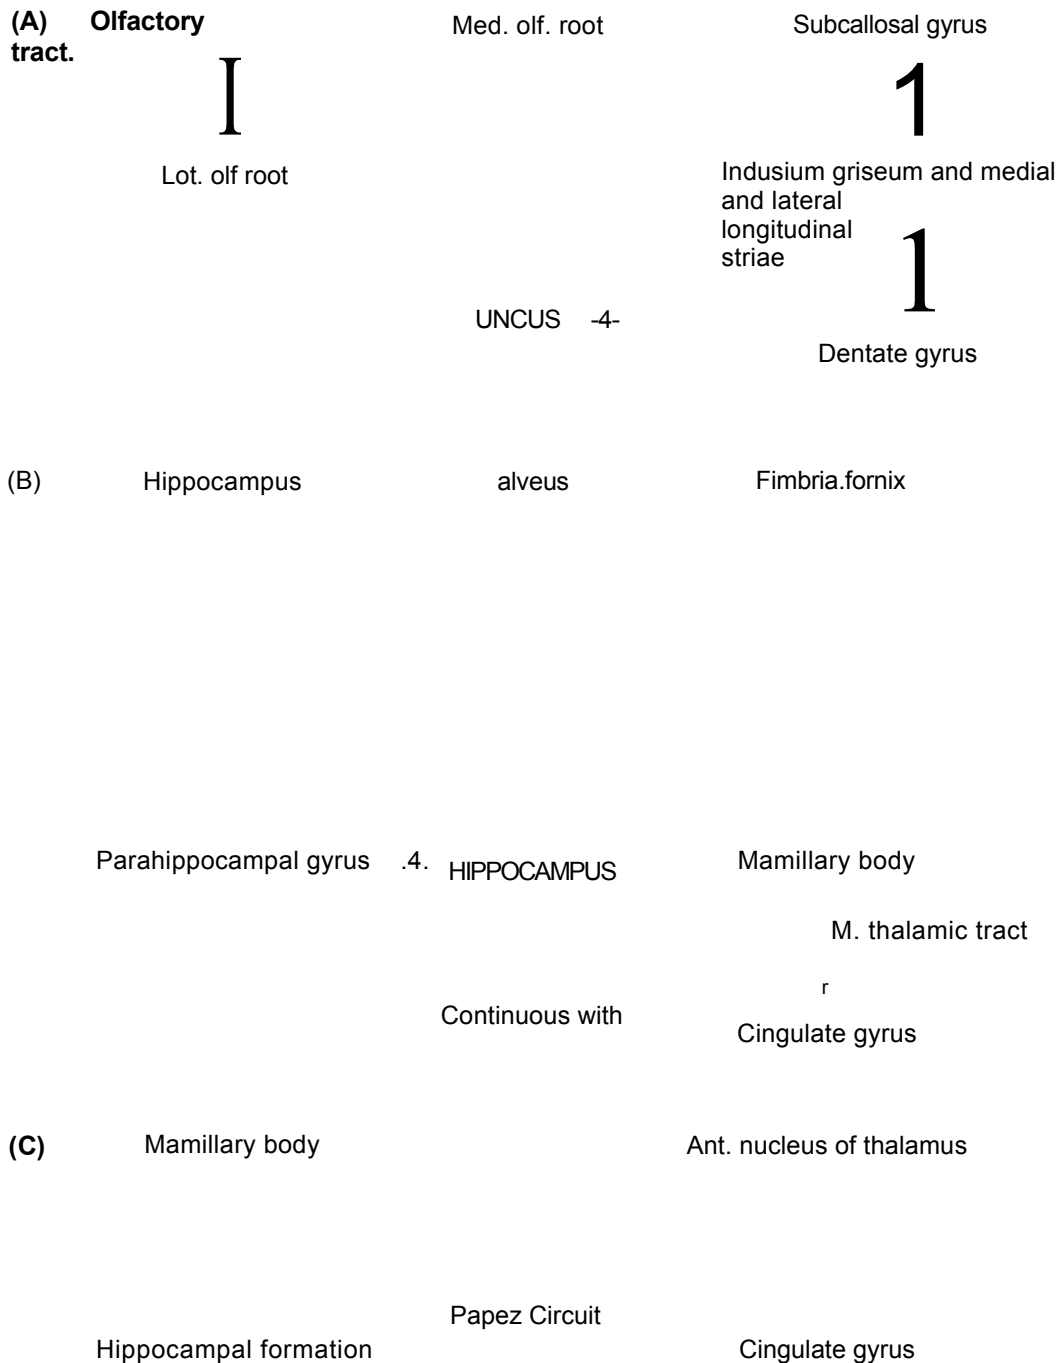 (A) Olfactory Med. olf. root Subcallosal gyrus
tract.
I 1
Lot. olf root Indusium griseum and medial
and lateral
longitudinal
striae 1
UNCUS -4-
Dentate gyrus
(B) Hippocampus alveus Fimbria.fornix
Parahippocampal gyrus .4. HIPPOCAMPUS Mamillary body
M. thalamic tract
r
Continuous with Cingulate gyrus
(C) Mamillary body Ant. nucleus of thalamus
Papez Circuit
Hippocampal formation Cingulate gyrus